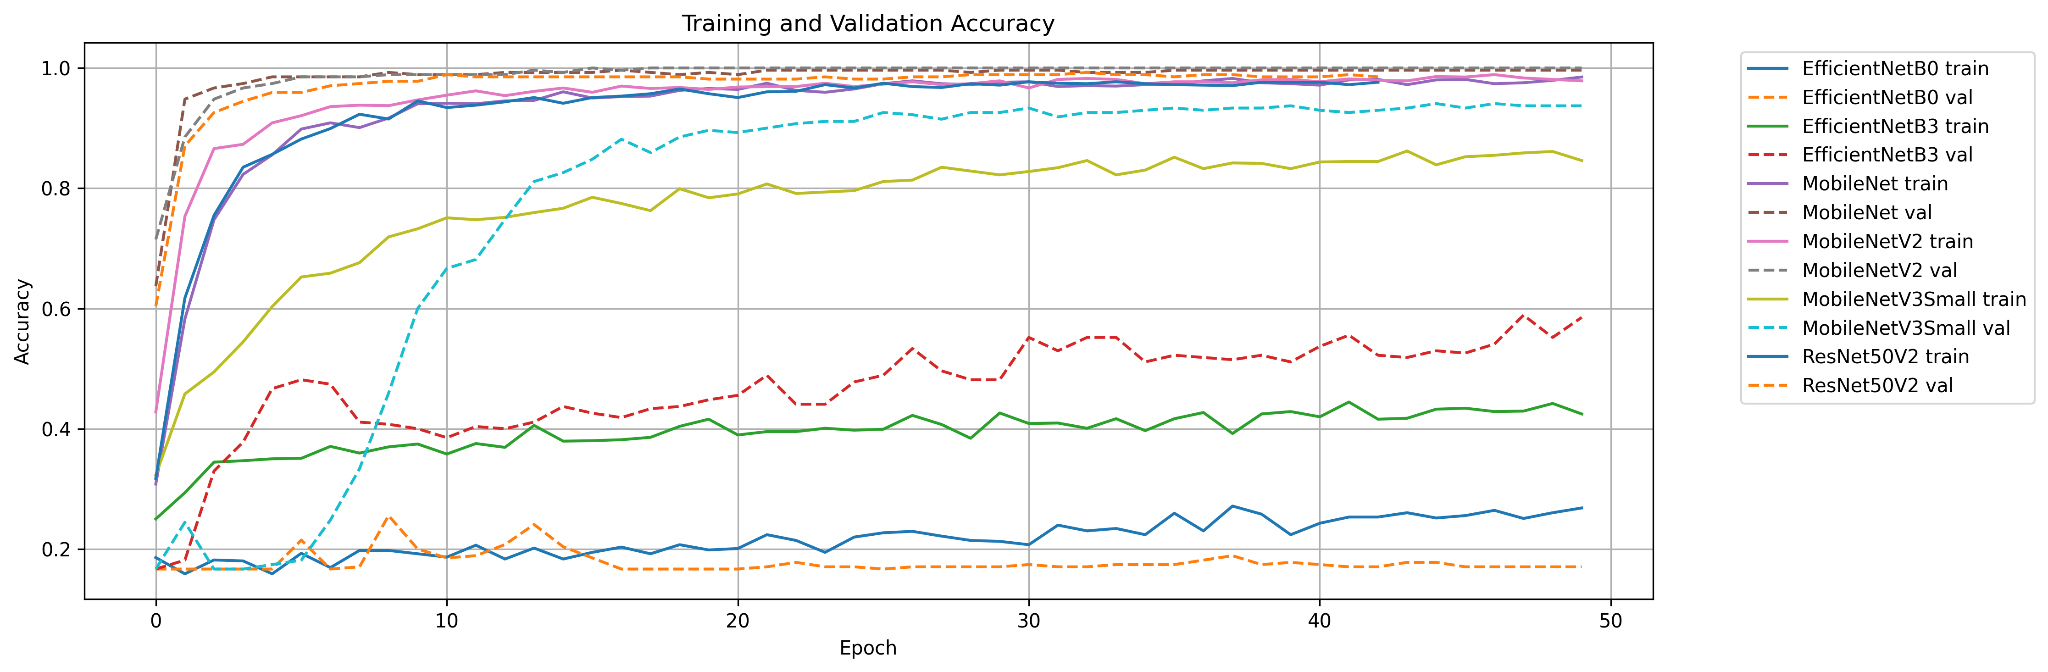 Training and Validation Accuracy
1.0
0.8
0.6
0.4
0.2
Accuracy
0 10 20 30 40 50
Epoch
EfficientNetB0 train
EfficientNetB0 val
EfficientNetB3 train
EfficientNetB3 val
MobileNet train
MobileNet val
MobileNetV2 train
MobileNetV2 val
MobileNetV3Small train
MobileNetV3Small val
ResNet50V2 train
ResNet50V2 val